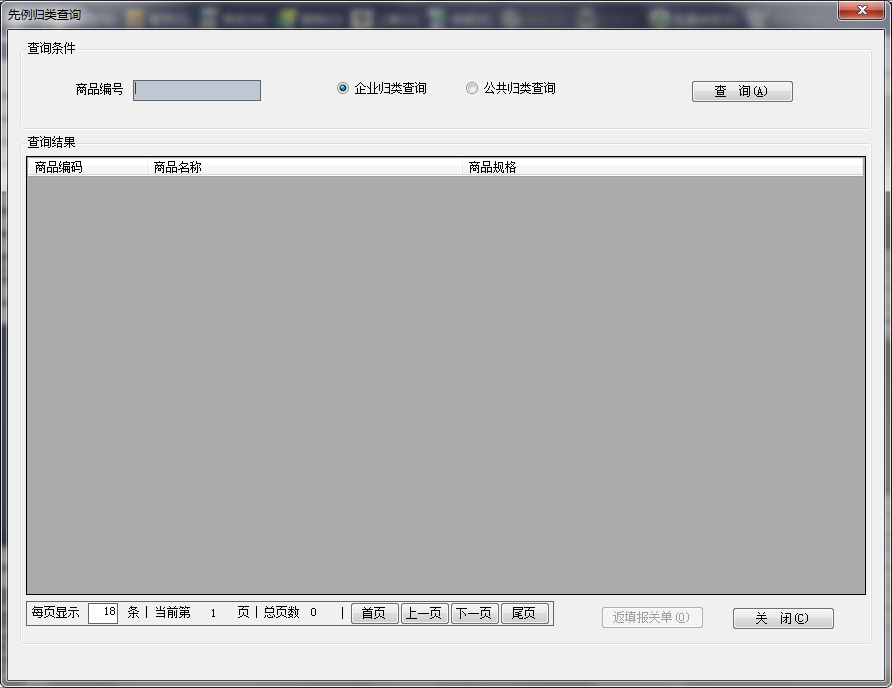 先例归类查询
查询条件
商品编号 企业归类查询 公共归类查询 查 询(A)
查询结果
商品编码 商品名称 商品规格
每页显示 18 条 | 当前第 1 页 | 总页数 0 | 首页 上一页 下一页 尾页 返填报关单(O) 关 闭(C)